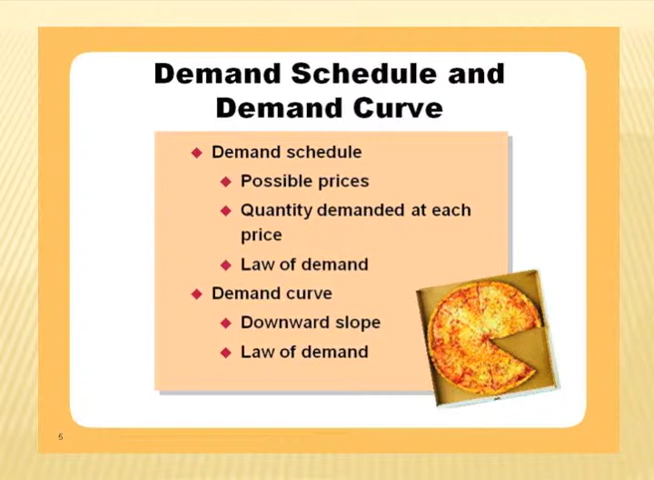 Demand Schedule and
Demand Curve
Demand schedule
Possible prices
Quantity demanded at each
price
Law of demand
Demand curve
Downward slope
Law of demand
5